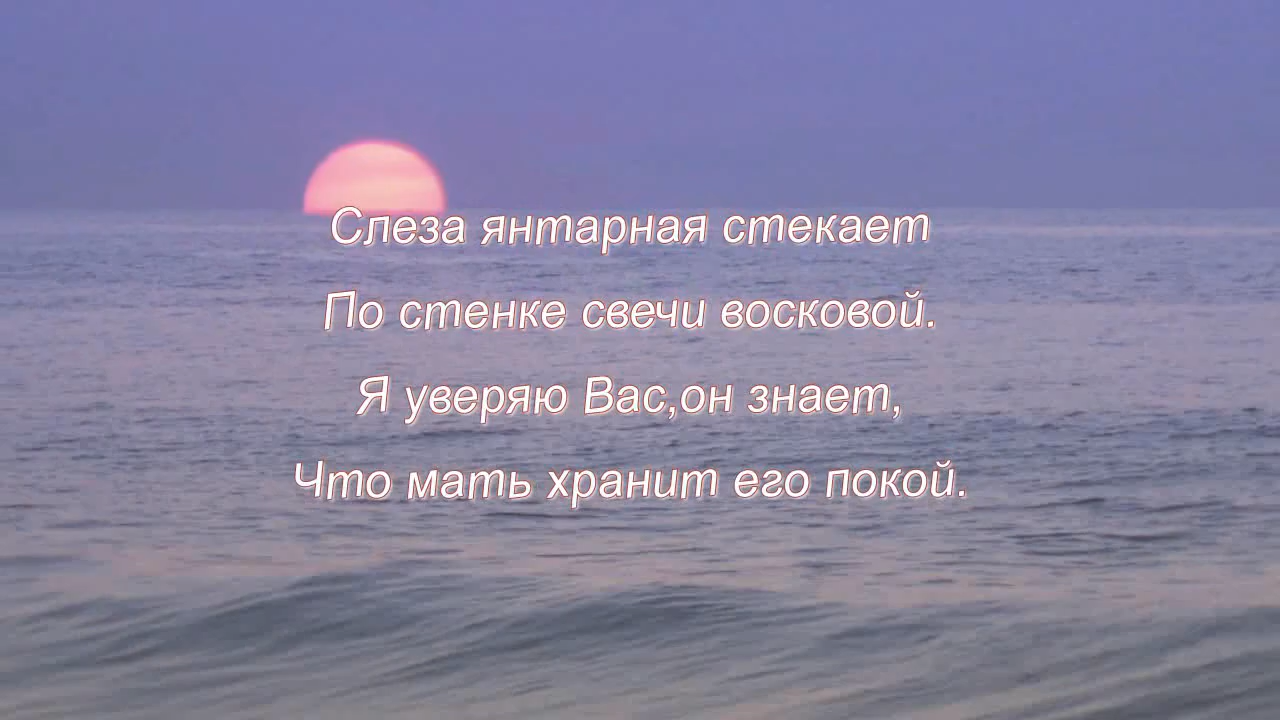 Слеза янтарная стекает
По стенке свечи восковой.
Я уверяю Вас,он знает,
Что мать хранит его покой.